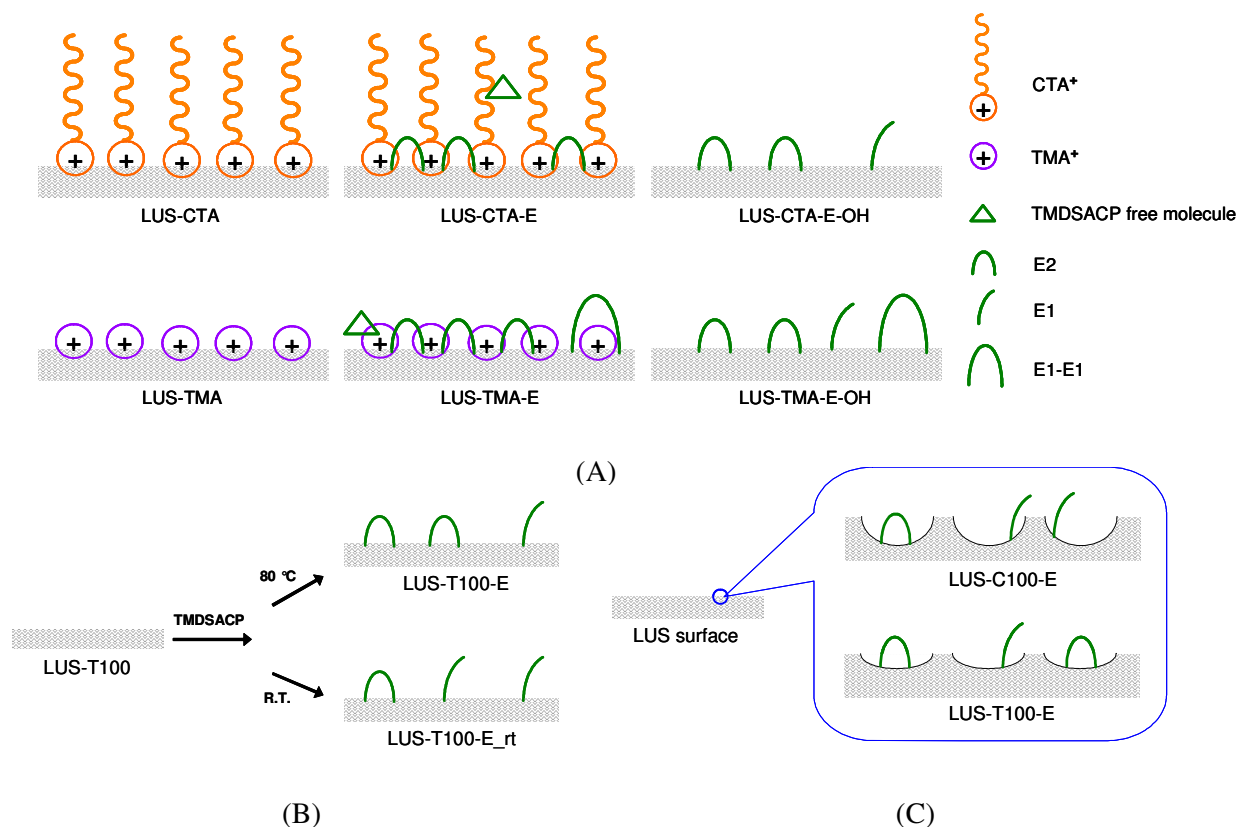 + + + + +
LUS-CTA
+ + + + +
LUS-CTA-E
LUS-CTA-E-OH
+ CTA+
+ TMA+
TMDSACP free molecule
E2
E1
E1-E1
+ + + + +
LUS-TMA
+ + + + +
LUS-TMA-E
LUS-TMA-E-OH
(A)
LUS-T100
TMDSACP
80 °C
LUS-T100-E
R.T.
LUS-T100-E_rt
(B)
LUS surface
LUS-C100-E
LUS-T100-E
(C)